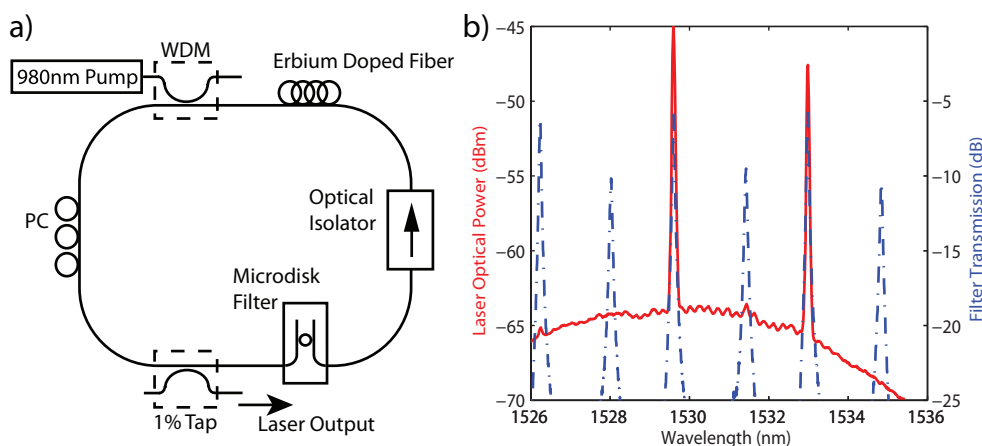 a)
WDM
980nm Pump
Erbium Doped Fiber
PC
Optical
Isolator
Microdisk
Filter
1% Tap
Laser Output
b)
Laser Optical Power (dBm)
-45
-50
-55
-60
-65
-70
1526
1528
1530
1532
1534
1536
Wavelength (nm)
-5
-10
-15
-20
-25
Filter Transmission (dB)